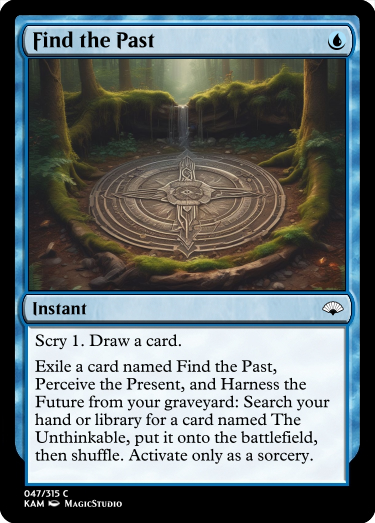 Find the Past
Instant
Scry 1. Draw a card.
Exile a card named Find the Past,
Perceive the Present, and Harness the
Future from your graveyard: Search your
hand or library for a card named The
Unthinkable, put it onto the battlefield,
then shuffle. Activate only as a sorcery.
047/315 C
KAM MagicStudio